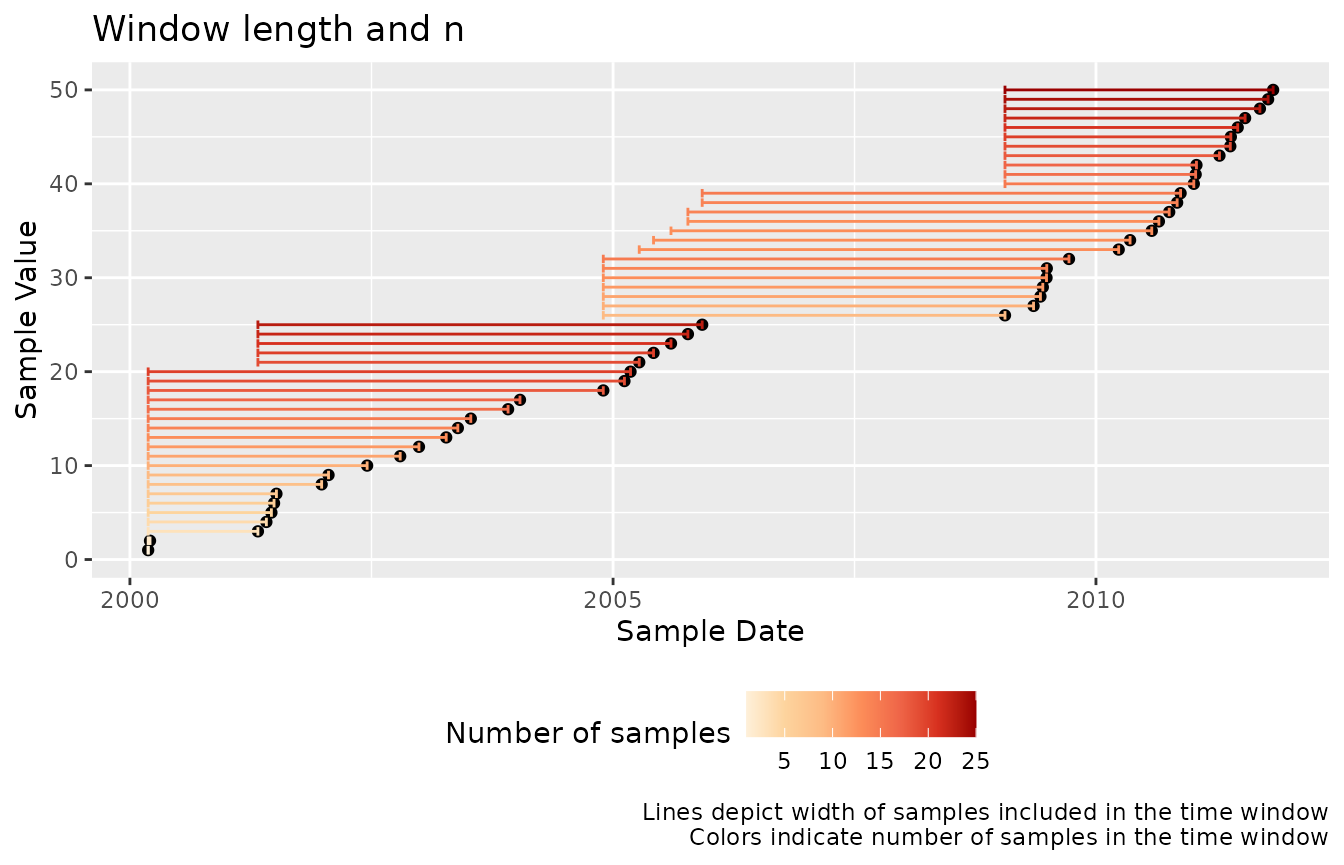 Window length and n
50
40
30
20
10
0
Sample Value
2000 2005 2010
Sample Date
Number of samples
5 10 15 20 25
Lines depict width of samples included in the time window
Colors indicate number of samples in the time window